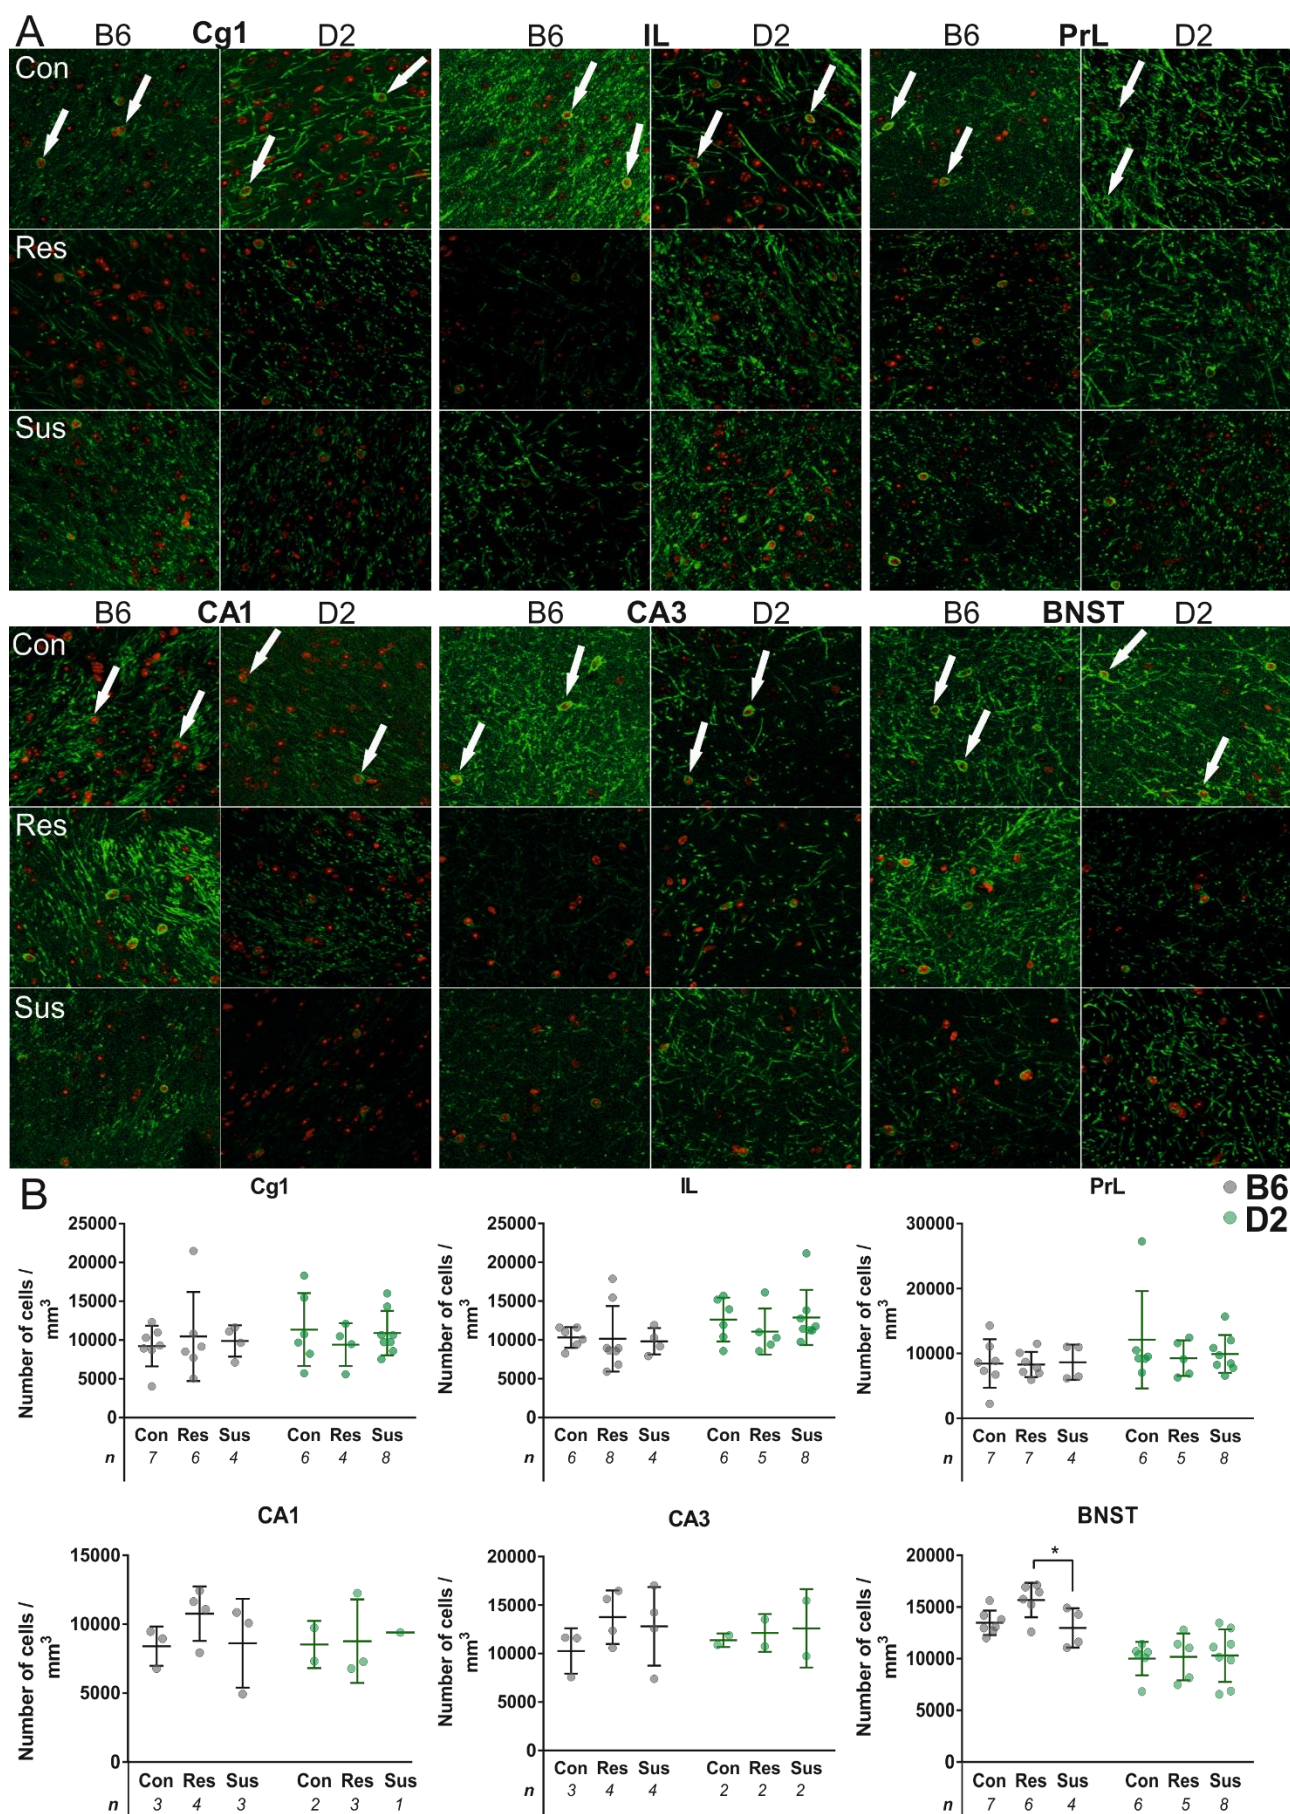 A B6 Cg1 D2 B6 IL D2 B6 PrL D2
Con
Res
Sus
B6 CA1 D2 B6 CA3 D2 B6 BNST D2
Con
Res
Sus
B
B6
D2
Cg1
Number of cells /
mm3
25000
20000
15000
10000
5000
0
Con Res Sus Con Res Sus
n 7 6 4 6 4 8
IL
Number of cells /
mm3
25000
20000
15000
10000
5000
0
Con Res Sus Con Res Sus
n 6 8 4 6 5 8
PrL
Number of cells /
mm3
30000
20000
10000
0
Con Res Sus Con Res Sus
n 7 7 4 6 5 8
CA1
Number of cells /
mm3
15000
10000
5000
0
Con Res Sus Con Res Sus
n 3 4 3 2 3 1
CA3
Number of cells /
mm3
20000
15000
10000
5000
0
Con Res Sus Con Res Sus
n 3 4 4 2 2 2
BNST
Number of cells /
mm3
20000
15000
10000
5000
0
*
Con Res Sus Con Res Sus
n 7 6 4 6 5 8